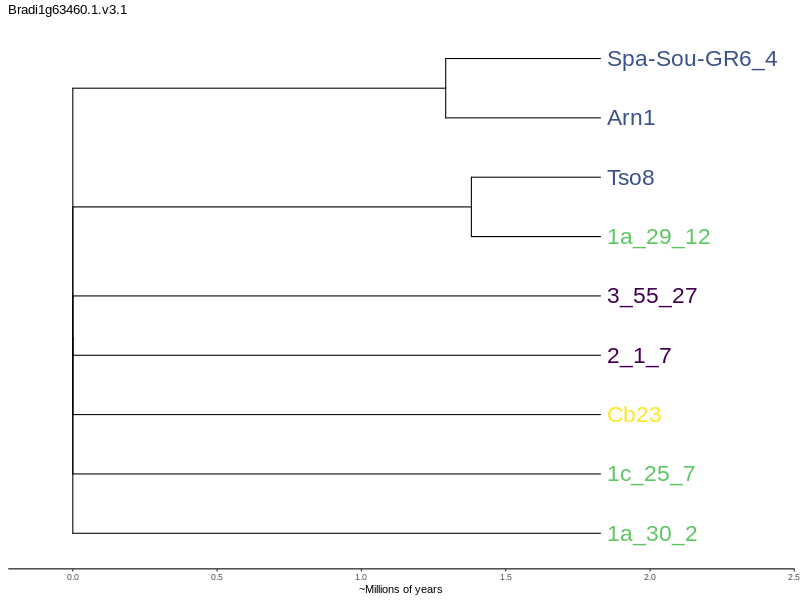 Bradi1g63460.1.v3.1
Spa-Sou-GR6_4
Arn1
Tso8
1a_29_12
3_55_27
2_1_7
Cb23
1c_25_7
1a_30_2
0.0 0.5 1.0 1.5 2.0 2.5
~Millions of years